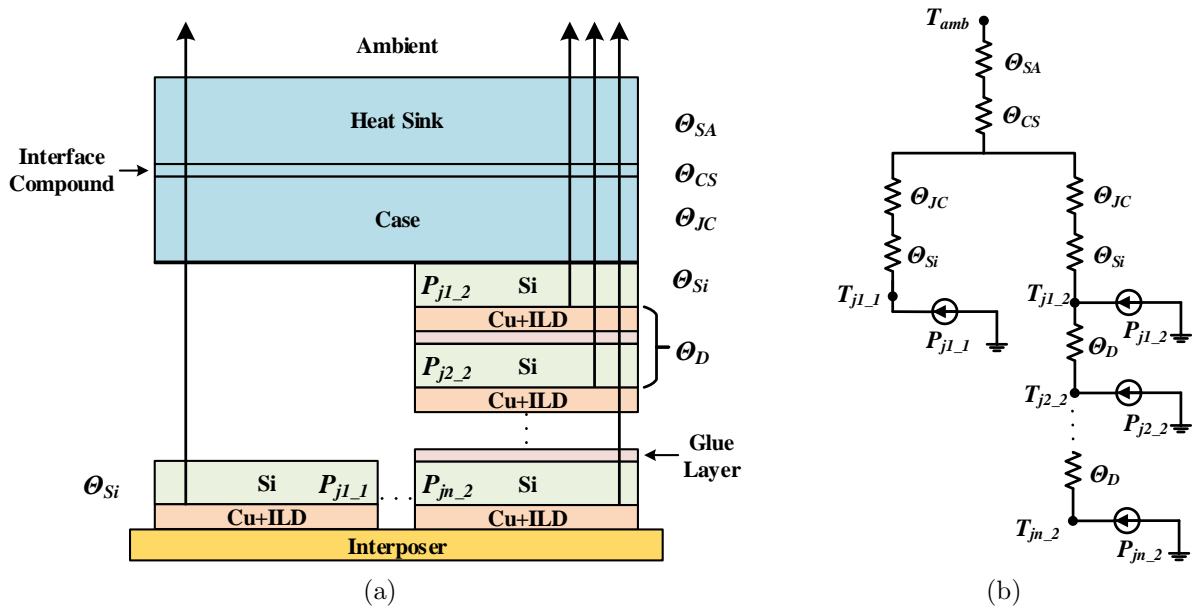 Ambient
Heat Sink
Θ_SA
Interface
Compound
Θ_CS
Case
Θ_JC
P_j1_2 Si
Θ_Si
Cu+ILD
Θ_D
P_j2_2 Si
Cu+ILD
Glue
Layer
Θ_Si
Si P_j1_1
P_jn_2 Si
Cu+ILD
Cu+ILD
Interposer
(a)
T_amb
Θ_SA
Θ_CS
Θ_JC
Θ_JC
Θ_Si
Θ_Si
T_j1_1
T_j1_2
P_j1_1
P_j1_2
Θ_D
T_j2_2
P_j2_2
Θ_D
T_jn_2
P_jn_2
(b)